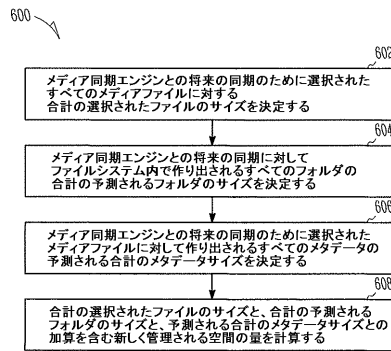 600
602
メディア同期エンジンとの将来の同期のために選択された
すべてのメディアファイルに対する
合計の選択されたファイルのサイズを決定する
604
メディア同期エンジンとの将来の同期に対して
ファイルシステム内で作り出されるすべてのフォルダの
合計の予測されるフォルダのサイズを決定する
606
メディア同期エンジンとの将来の同期のために選択された
メディアファイルに対して作り出されるすべてのメタデータの
予測される合計のメタデータサイズを決定する
608
合計の選択されたファイルのサイズと、合計の予測される
フォルダのサイズと、予測される合計のメタデータサイズとの
加算を含む新しく管理される空間の量を計算する